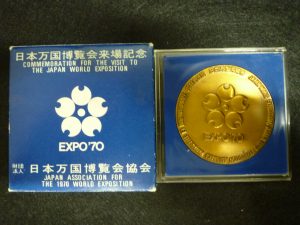 日本万国博覧会来場記念
COMMEMORATION FOR THE VISIT TO
THE JAPAN WORLD EXPOSITION
EXPO'70
財団法人 日本万国博覧会協会
JAPAN ASSOCIATION FOR
THE 1970 WORLD EXPOSITION
EXPO'70